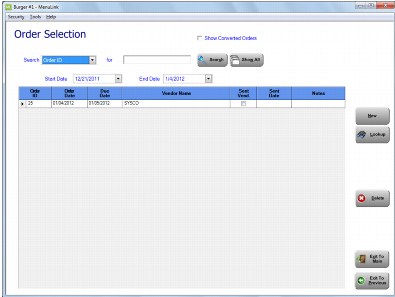 Burger #1 - MenuLink
Security Tools Help
Order Selection
Show Converted Orders
Search Order ID for Search Show All
Start Date 12/21/2011 End Date 1/4/2012
Order ID Order Date Due Date Vendor Name Sent Vend. Sent Date Notes
25 01/04/2012 01/05/2012 SYSCO
New
Lookup
Delete
Exit To Main
Exit To Previous